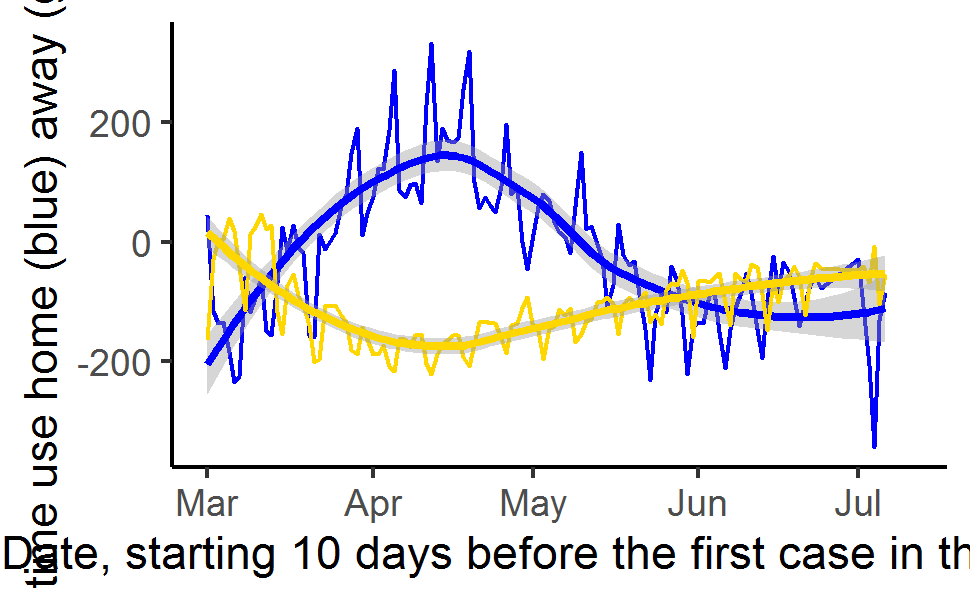 time use home (blue) away (
200
0
-200
Mar Apr May Jun Jul
Date, starting 10 days before the first case in th